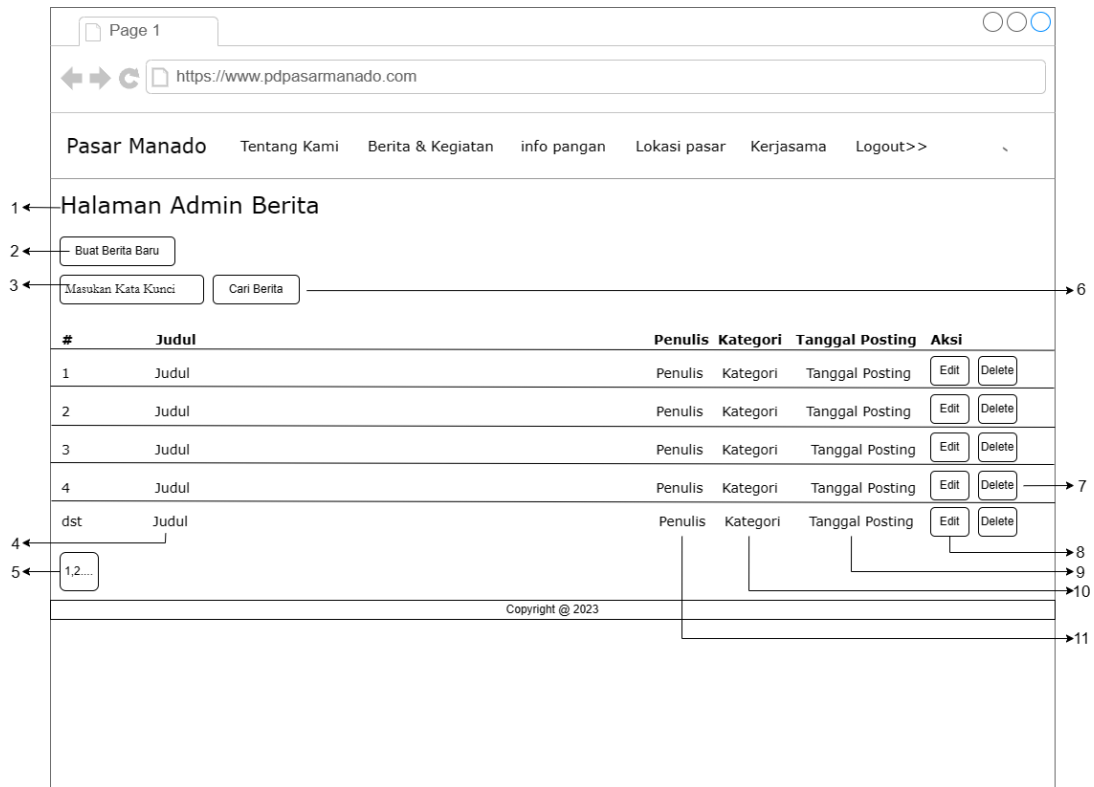 Page 1
https://www.pdpasarmanado.com
Pasar Manado Tentang Kami Berita & Kegiatan info pangan Lokasi pasar Kerjasama Logout>>
1 Halaman Admin Berita
2 Buat Berita Baru
3 Masukan Kata Kunci Cari Berita 6
# Judul Penulis Kategori Tanggal Posting Aksi
1 Judul Penulis Kategori Tanggal Posting Edit Delete
2 Judul Penulis Kategori Tanggal Posting Edit Delete
3 Judul Penulis Kategori Tanggal Posting Edit Delete
4 Judul Penulis Kategori Tanggal Posting Edit Delete 7
dst Judul Penulis Kategori Tanggal Posting Edit Delete
4 8
5 1,2.... 9
10
Copyright @ 2023
11